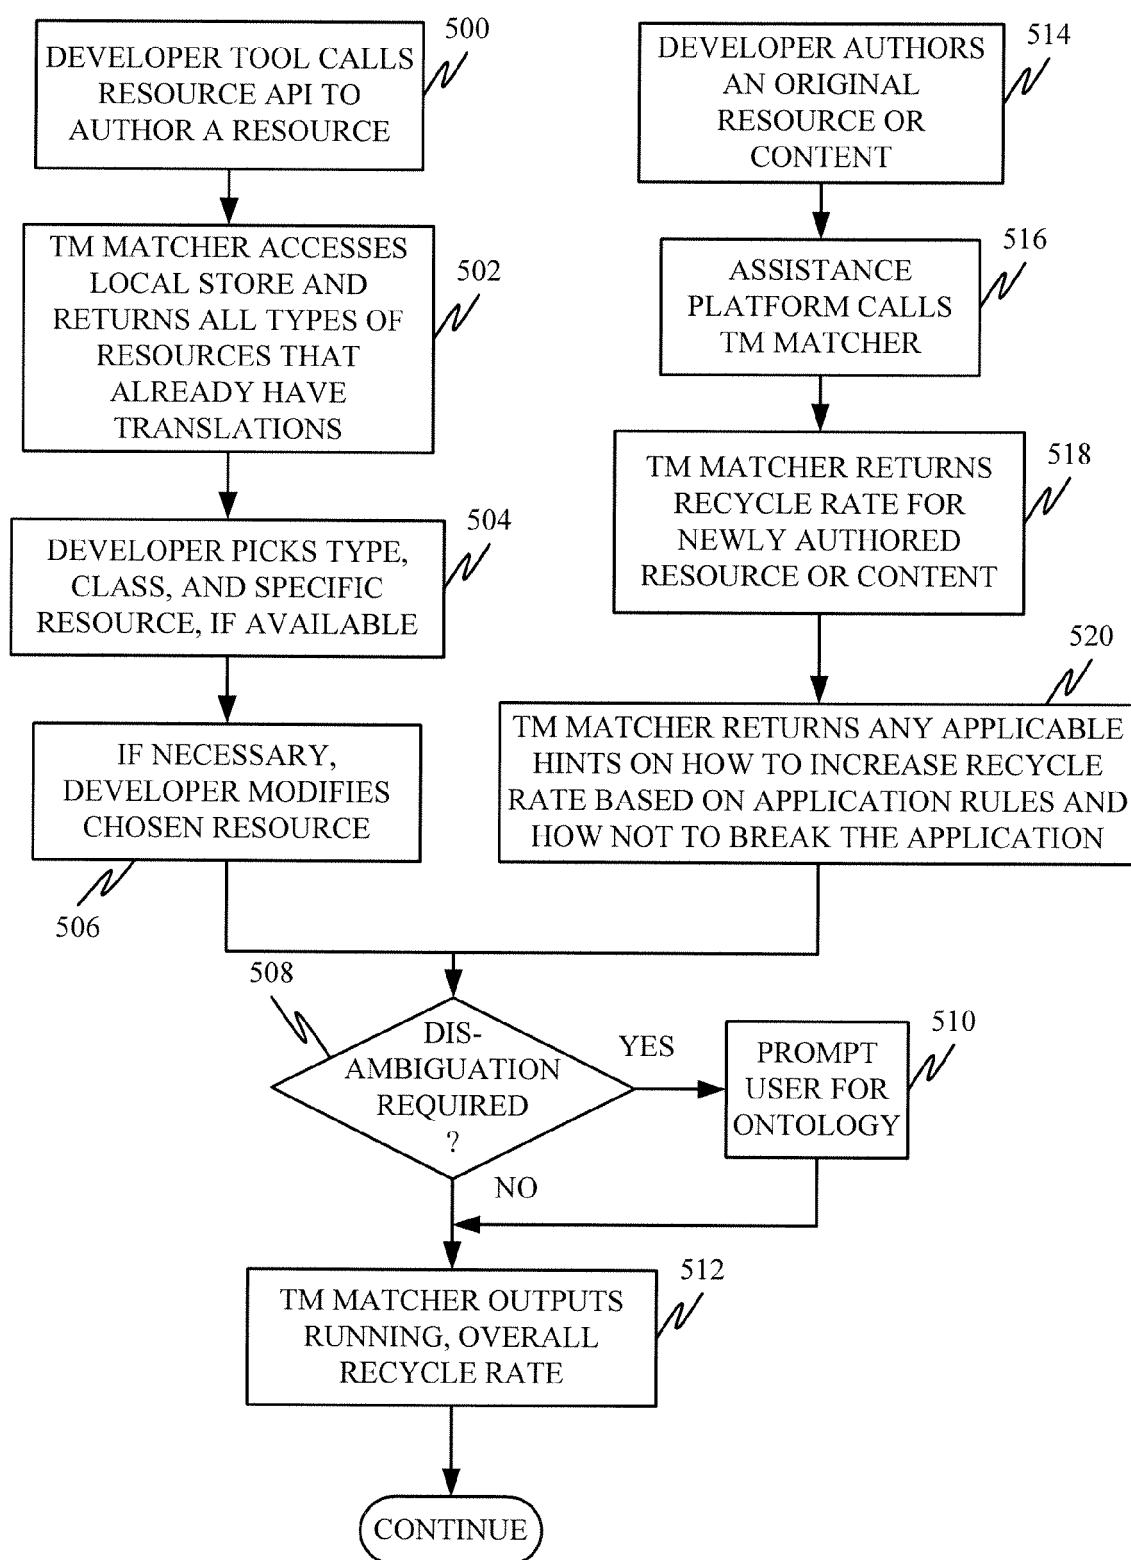 500
DEVELOPER TOOL CALLS
RESOURCE API TO
AUTHOR A RESOURCE
502
TM MATCHER ACCESSES
LOCAL STORE AND
RETURNS ALL TYPES OF
RESOURCES THAT
ALREADY HAVE
TRANSLATIONS
504
DEVELOPER PICKS TYPE,
CLASS, AND SPECIFIC
RESOURCE, IF AVAILABLE
IF NECESSARY,
DEVELOPER MODIFIES
CHOSEN RESOURCE
506
514
DEVELOPER AUTHORS
AN ORIGINAL
RESOURCE OR
CONTENT
516
ASSISTANCE
PLATFORM CALLS
TM MATCHER
518
TM MATCHER RETURNS
RECYCLE RATE FOR
NEWLY AUTHORED
RESOURCE OR CONTENT
520
TM MATCHER RETURNS ANY APPLICABLE
HINTS ON HOW TO INCREASE RECYCLE
RATE BASED ON APPLICATION RULES AND
HOW NOT TO BREAK THE APPLICATION
508
DIS-
AMBIGUATION
REQUIRED
?
YES
510
PROMPT
USER FOR
ONTOLOGY
NO
512
TM MATCHER OUTPUTS
RUNNING, OVERALL
RECYCLE RATE
CONTINUE